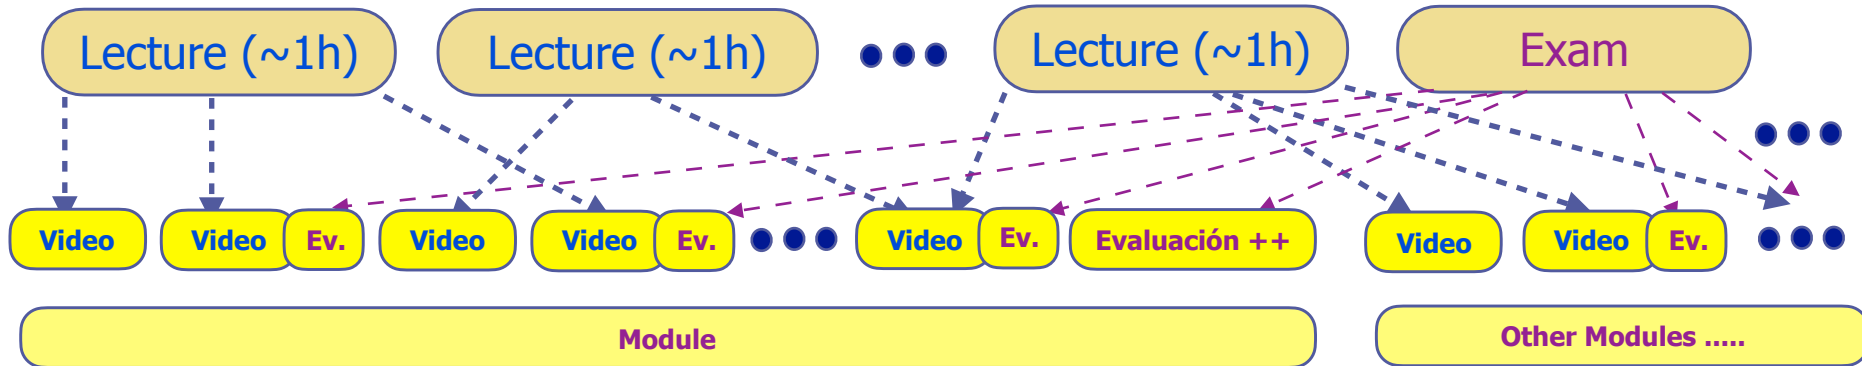 Lecture (~1h)
Lecture (~1h)
Lecture (~1h)
Exam
Video
Video
Ev.
Video
Video
Ev.
Video
Ev.
Evaluación ++
Video
Video
Ev.
Module
Other Modules .....